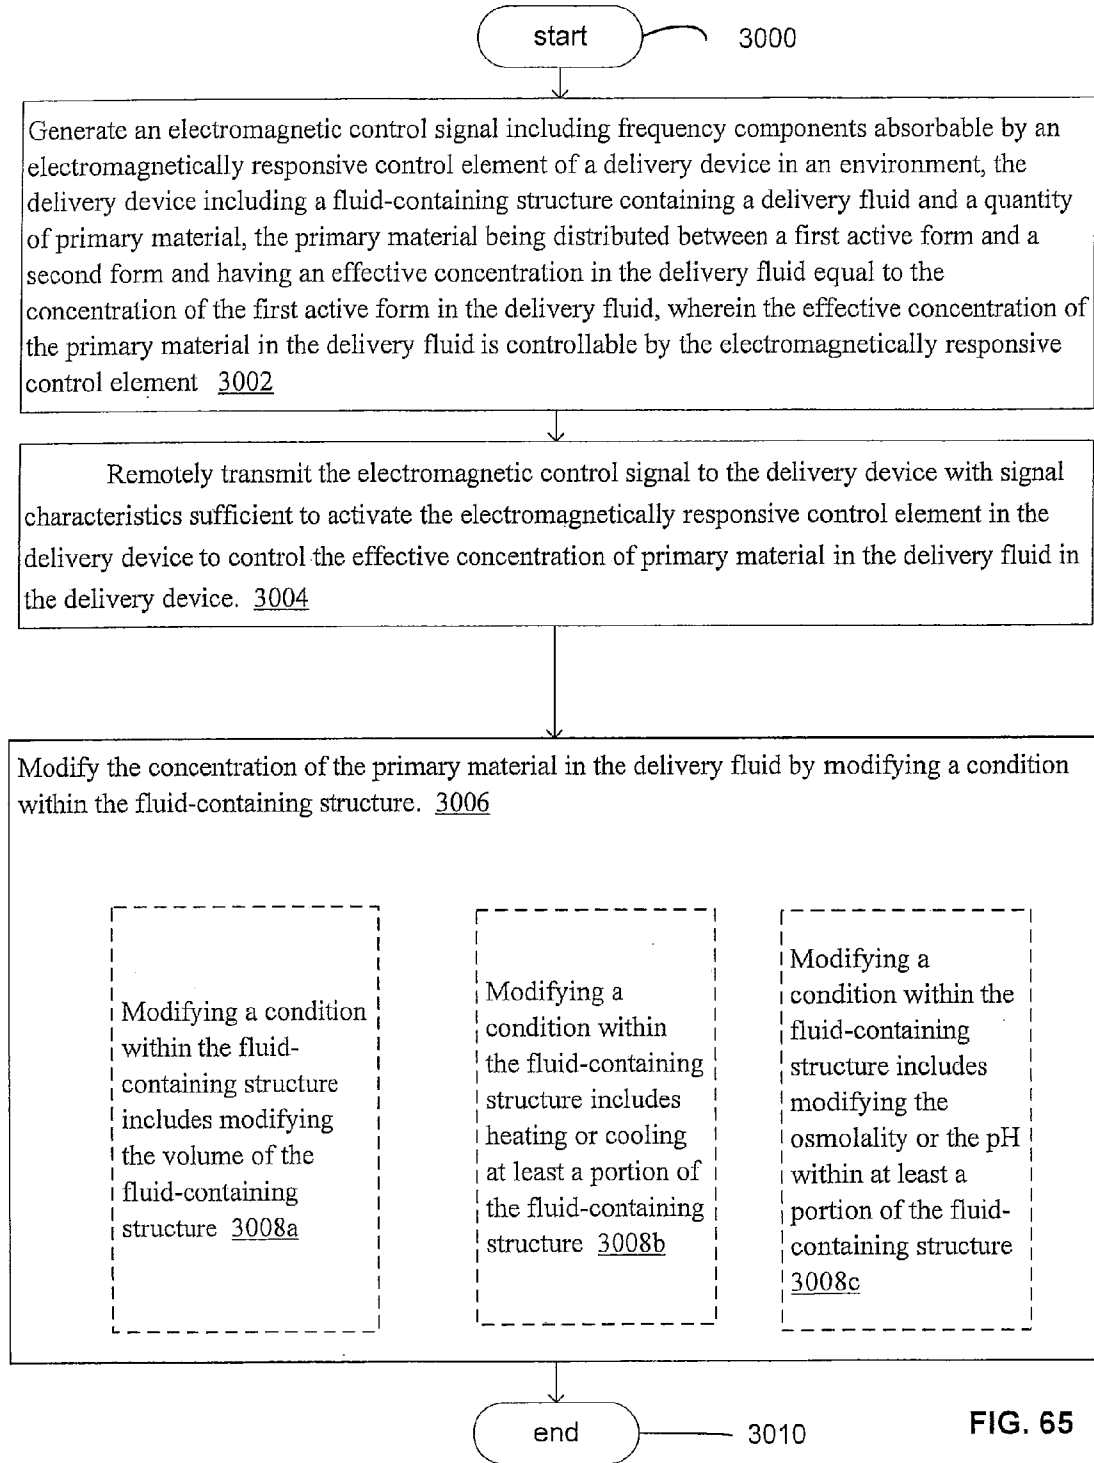 start
3000
Generate an electromagnetic control signal including frequency components absorbable by an
electromagnetically responsive control element of a delivery device in an environment, the
delivery device including a fluid-containing structure containing a delivery fluid and a quantity
of primary material, the primary material being distributed between a first active form and a
second form and having an effective concentration in the delivery fluid equal to the
concentration of the first active form in the delivery fluid, wherein the effective concentration of
the primary material in the delivery fluid is controllable by the electromagnetically responsive
control element 3002
Remotely transmit the electromagnetic control signal to the delivery device with signal
characteristics sufficient to activate the electromagnetically responsive control element in the
delivery device to control the effective concentration of primary material in the delivery fluid in
the delivery device. 3004
Modify the concentration of the primary material in the delivery fluid by modifying a condition
within the fluid-containing structure. 3006
Modifying a condition
within the fluid-
containing structure
includes modifying
the volume of the
fluid-containing
structure 3008a
Modifying a
condition within
the fluid-containing
structure includes
heating or cooling
at least a portion of
the fluid-containing
structure 3008b
Modifying a
condition within the
fluid-containing
structure includes
modifying the
osmolality or the pH
within at least a
portion of the fluid-
containing structure
3008c
end
3010
FIG. 65